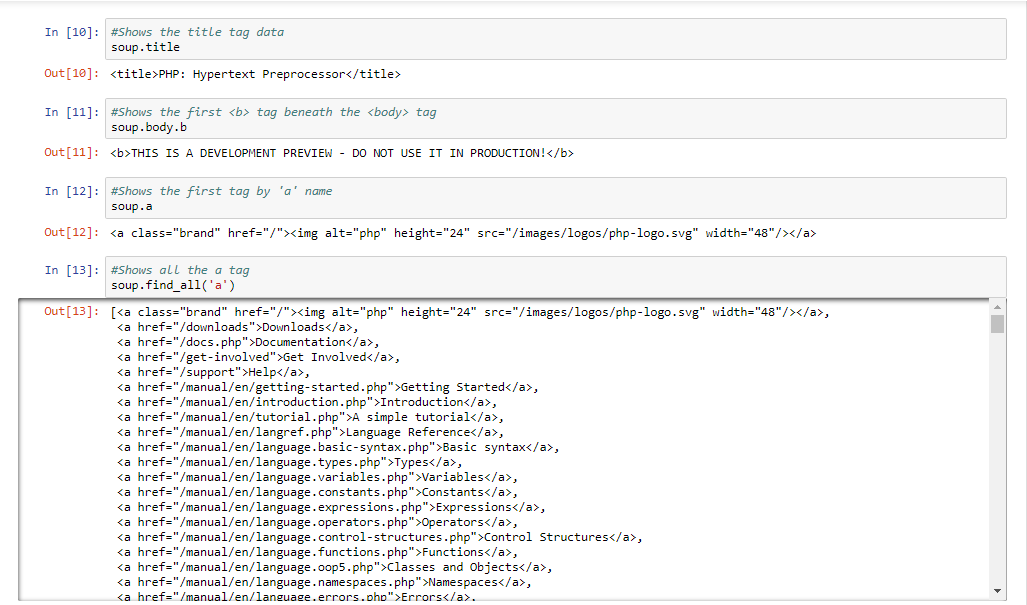 In [10]: #Shows the title tag data
soup.title
Out[10]: <title>PHP: Hypertext Preprocessor</title>
In [11]: #Shows the first <b> tag beneath the <body> tag
soup.body.b
Out[11]: <b>THIS IS A DEVELOPMENT PREVIEW - DO NOT USE IT IN PRODUCTION!</b>
In [12]: #Shows the first tag by 'a' name
soup.a
Out[12]: <a class="brand" href="/"><img alt="php" height="24" src="/images/logos/php-logo.svg" width="48"/></a>
In [13]: #Shows all the a tag
soup.find_all('a')
Out[13]: [<a class="brand" href="/"><img alt="php" height="24" src="/images/logos/php-logo.svg" width="48"/></a>,
<a href="/downloads">Downloads</a>,
<a href="/docs.php">Documentation</a>,
<a href="/get-involved">Get Involved</a>,
<a href="/support">Help</a>,
<a href="/manual/en/getting-started.php">Getting Started</a>,
<a href="/manual/en/introduction.php">Introduction</a>,
<a href="/manual/en/tutorial.php">A simple tutorial</a>,
<a href="/manual/en/langref.php">Language Reference</a>,
<a href="/manual/en/language.basic-syntax.php">Basic syntax</a>,
<a href="/manual/en/language.types.php">Types</a>,
<a href="/manual/en/language.variables.php">Variables</a>,
<a href="/manual/en/language.constants.php">Constants</a>,
<a href="/manual/en/language.expressions.php">Expressions</a>,
<a href="/manual/en/language.operators.php">Operators</a>,
<a href="/manual/en/language.control-structures.php">Control Structures</a>,
<a href="/manual/en/language.functions.php">Functions</a>,
<a href="/manual/en/language.oop5.php">Classes and Objects</a>,
<a href="/manual/en/language.namespaces.php">Namespaces</a>,
<a href="/manual/en/language.errors.php">Errors</a>,